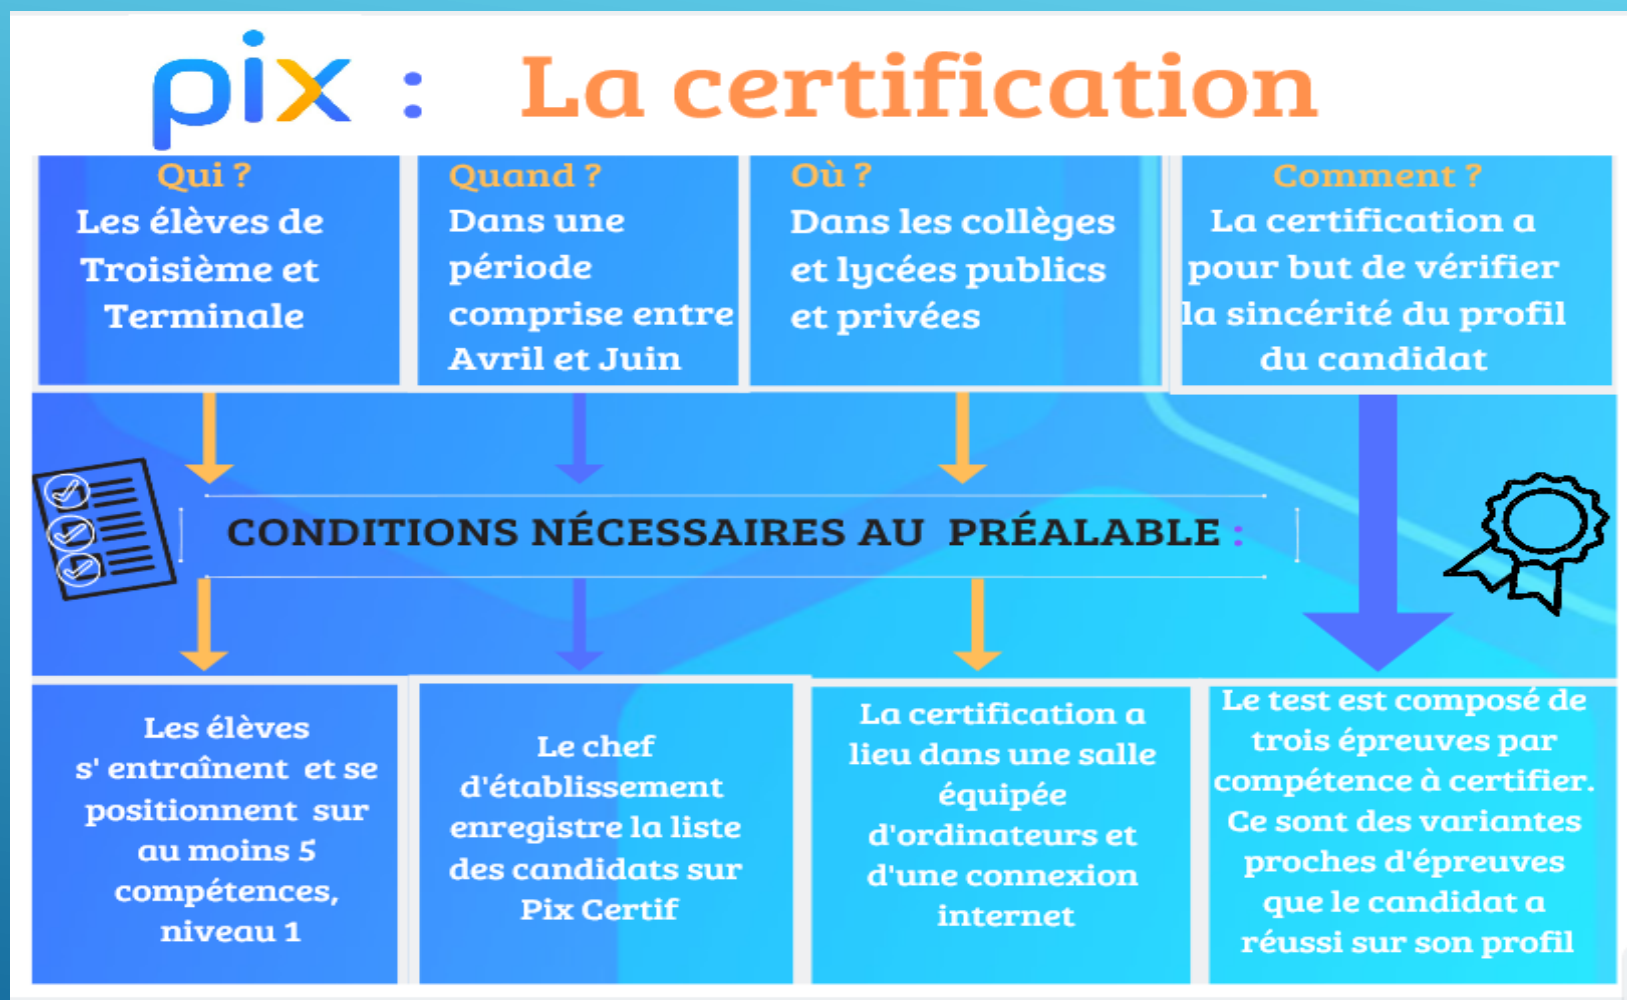 pix : La certification
Qui ?
Les élèves de
Troisième et
Terminale
Quand ?
Dans une
période
comprise entre
Avril et Juin
Où ?
Dans les collèges
et lycées publics
et privées
Comment ?
La certification a
pour but de vérifier
la sincérité du profil
du candidat
CONDITIONS NÉCESSAIRES AU PRÉALABLE :
Les élèves
s' entraînent et se
positionnent sur
au moins 5
compétences,
niveau 1
Le chef
d'établissement
enregistre la liste
des candidats sur
Pix Certif
La certification a
lieu dans une salle
équipée
d'ordinateurs et
d'une connexion
internet
Le test est composé de
trois épreuves par
compétence à certifier.
Ce sont des variantes
proches d'épreuves
que le candidat a
réussi sur son profil